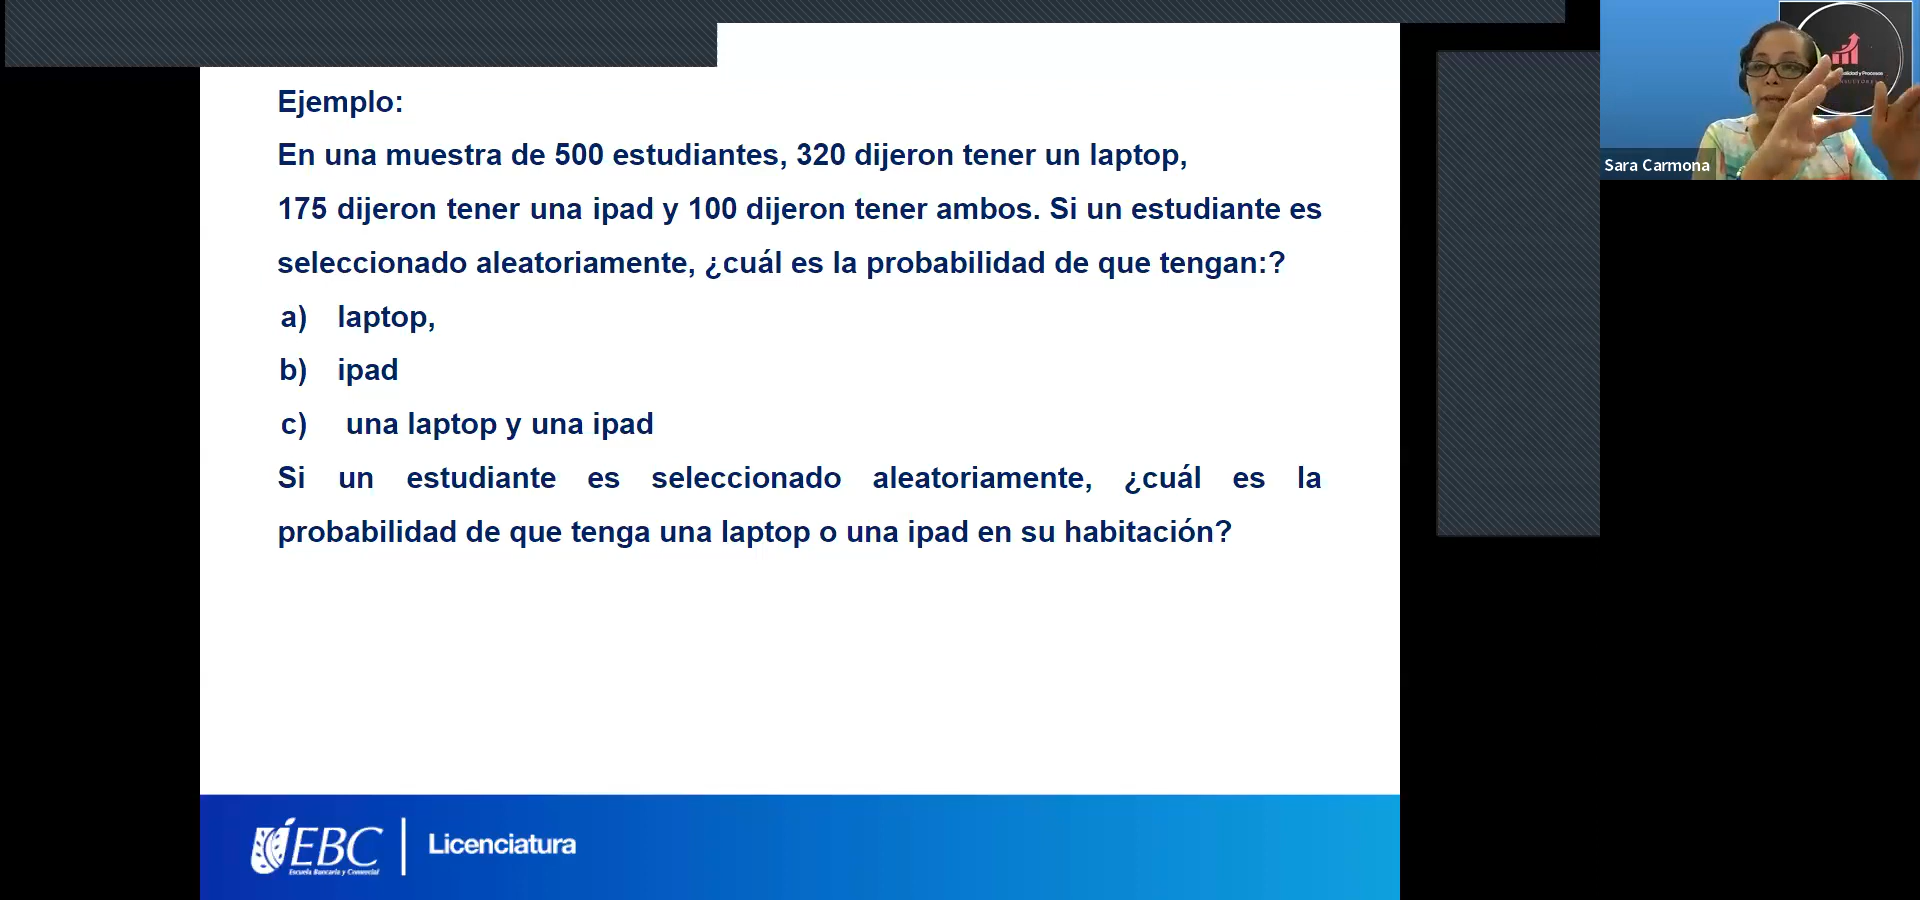 Ejemplo:
En una muestra de 500 estudiantes, 320 dijeron tener un laptop,
175 dijeron tener una ipad y 100 dijeron tener ambos. Si un estudiante es
seleccionado aleatoriamente, ¿cuál es la probabilidad de que tengan:?
a) laptop,
b) ipad
c) una laptop y una ipad
Si un estudiante es seleccionado aleatoriamente, ¿cuál es la
probabilidad de que tenga una laptop o una ipad en su habitación?
EBC
Escuela Bancaria y Comercial
Licenciatura
Sara Carmona
y Procesos